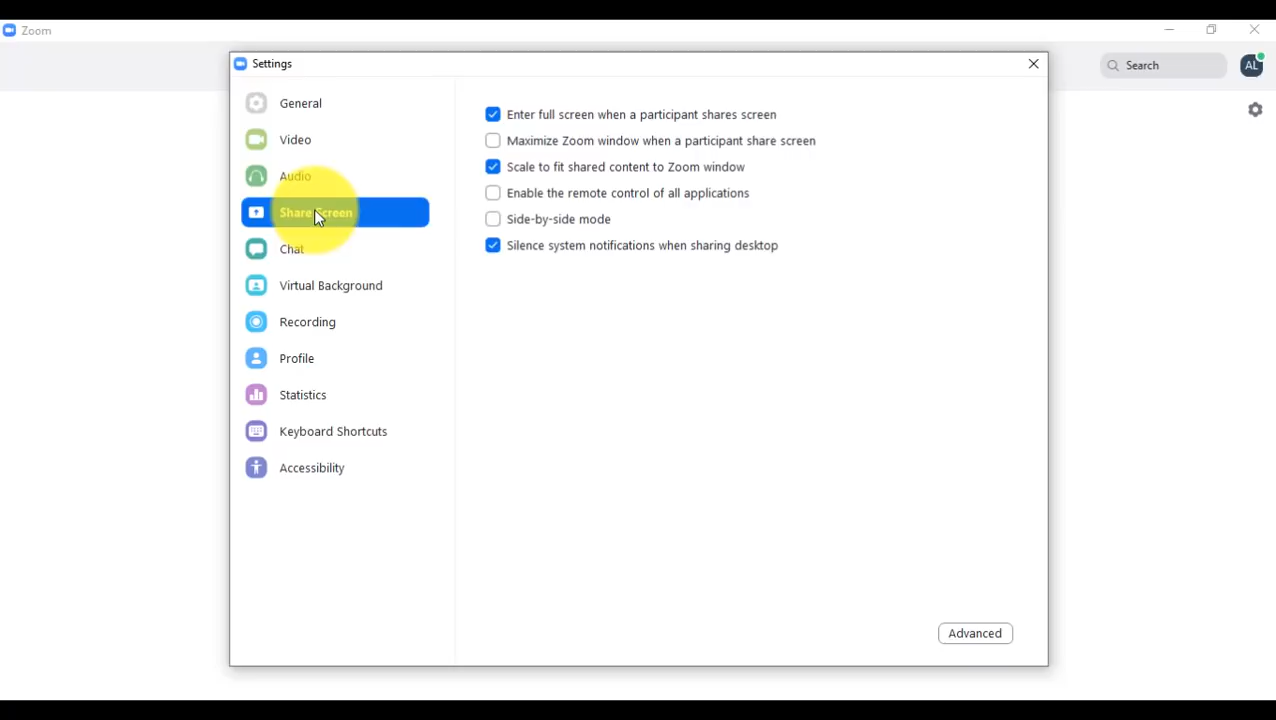 Zoom
Settings
Search
AL
General
Video
Audio
Share Screen
Chat
Virtual Background
Recording
Profile
Statistics
Keyboard Shortcuts
Accessibility
Enter full screen when a participant shares screen
Maximize Zoom window when a participant share screen
Scale to fit shared content to Zoom window
Enable the remote control of all applications
Side-by-side mode
Silence system notifications when sharing desktop
Advanced